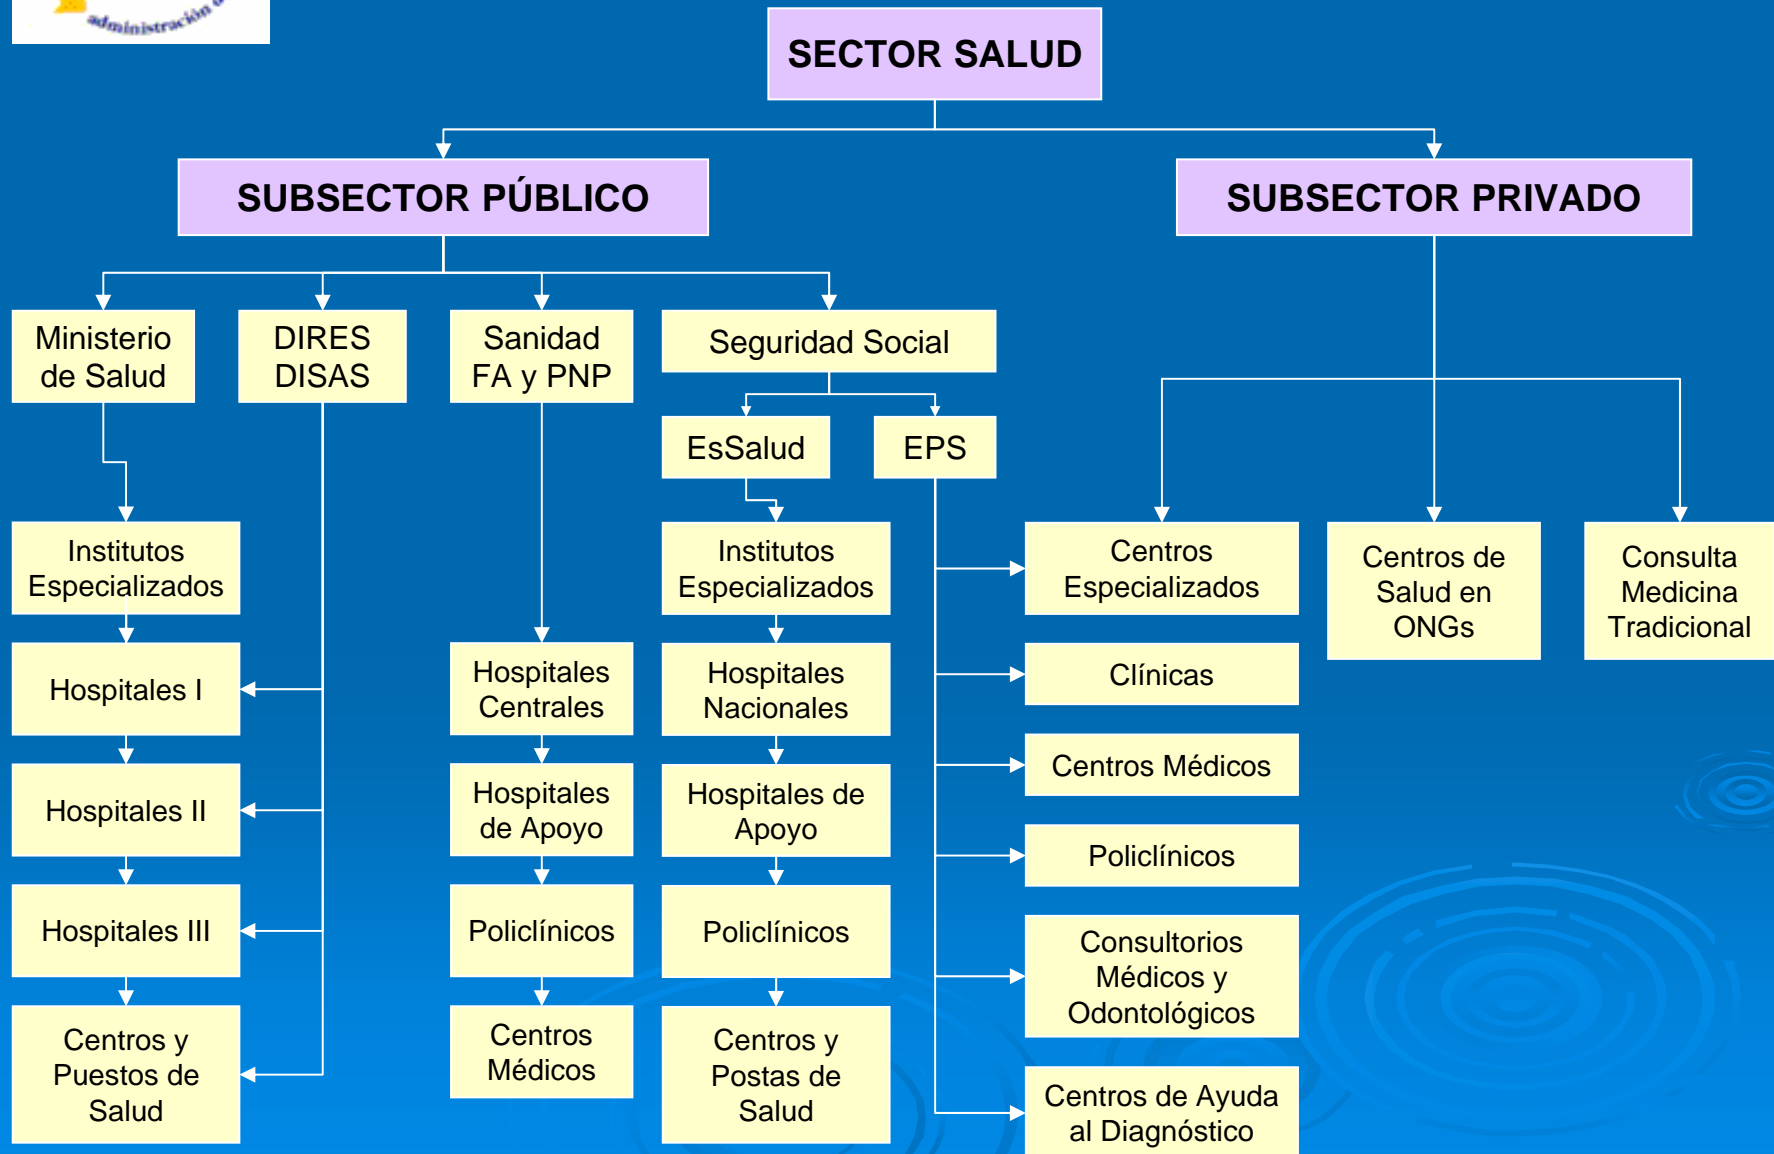 administración
SECTOR SALUD
SUBSECTOR PÚBLICO
SUBSECTOR PRIVADO
Ministerio
de Salud
DIRES
DISAS
Sanidad
FA y PNP
Seguridad Social
EsSalud
EPS
Institutos
Especializados
Hospitales I
Hospitales II
Hospitales III
Centros y
Puestos de
Salud
Hospitales
Centrales
Hospitales
de Apoyo
Policlínicos
Centros
Médicos
Institutos
Especializados
Hospitales
Nacionales
Hospitales de
Apoyo
Policlínicos
Centros y
Postas de
Salud
Centros
Especializados
Clínicas
Centros Médicos
Policlínicos
Consultorios
Médicos y
Odontológicos
Centros de Ayuda
al Diagnóstico
Centros de
Salud en
ONGs
Consulta
Medicina
Tradicional